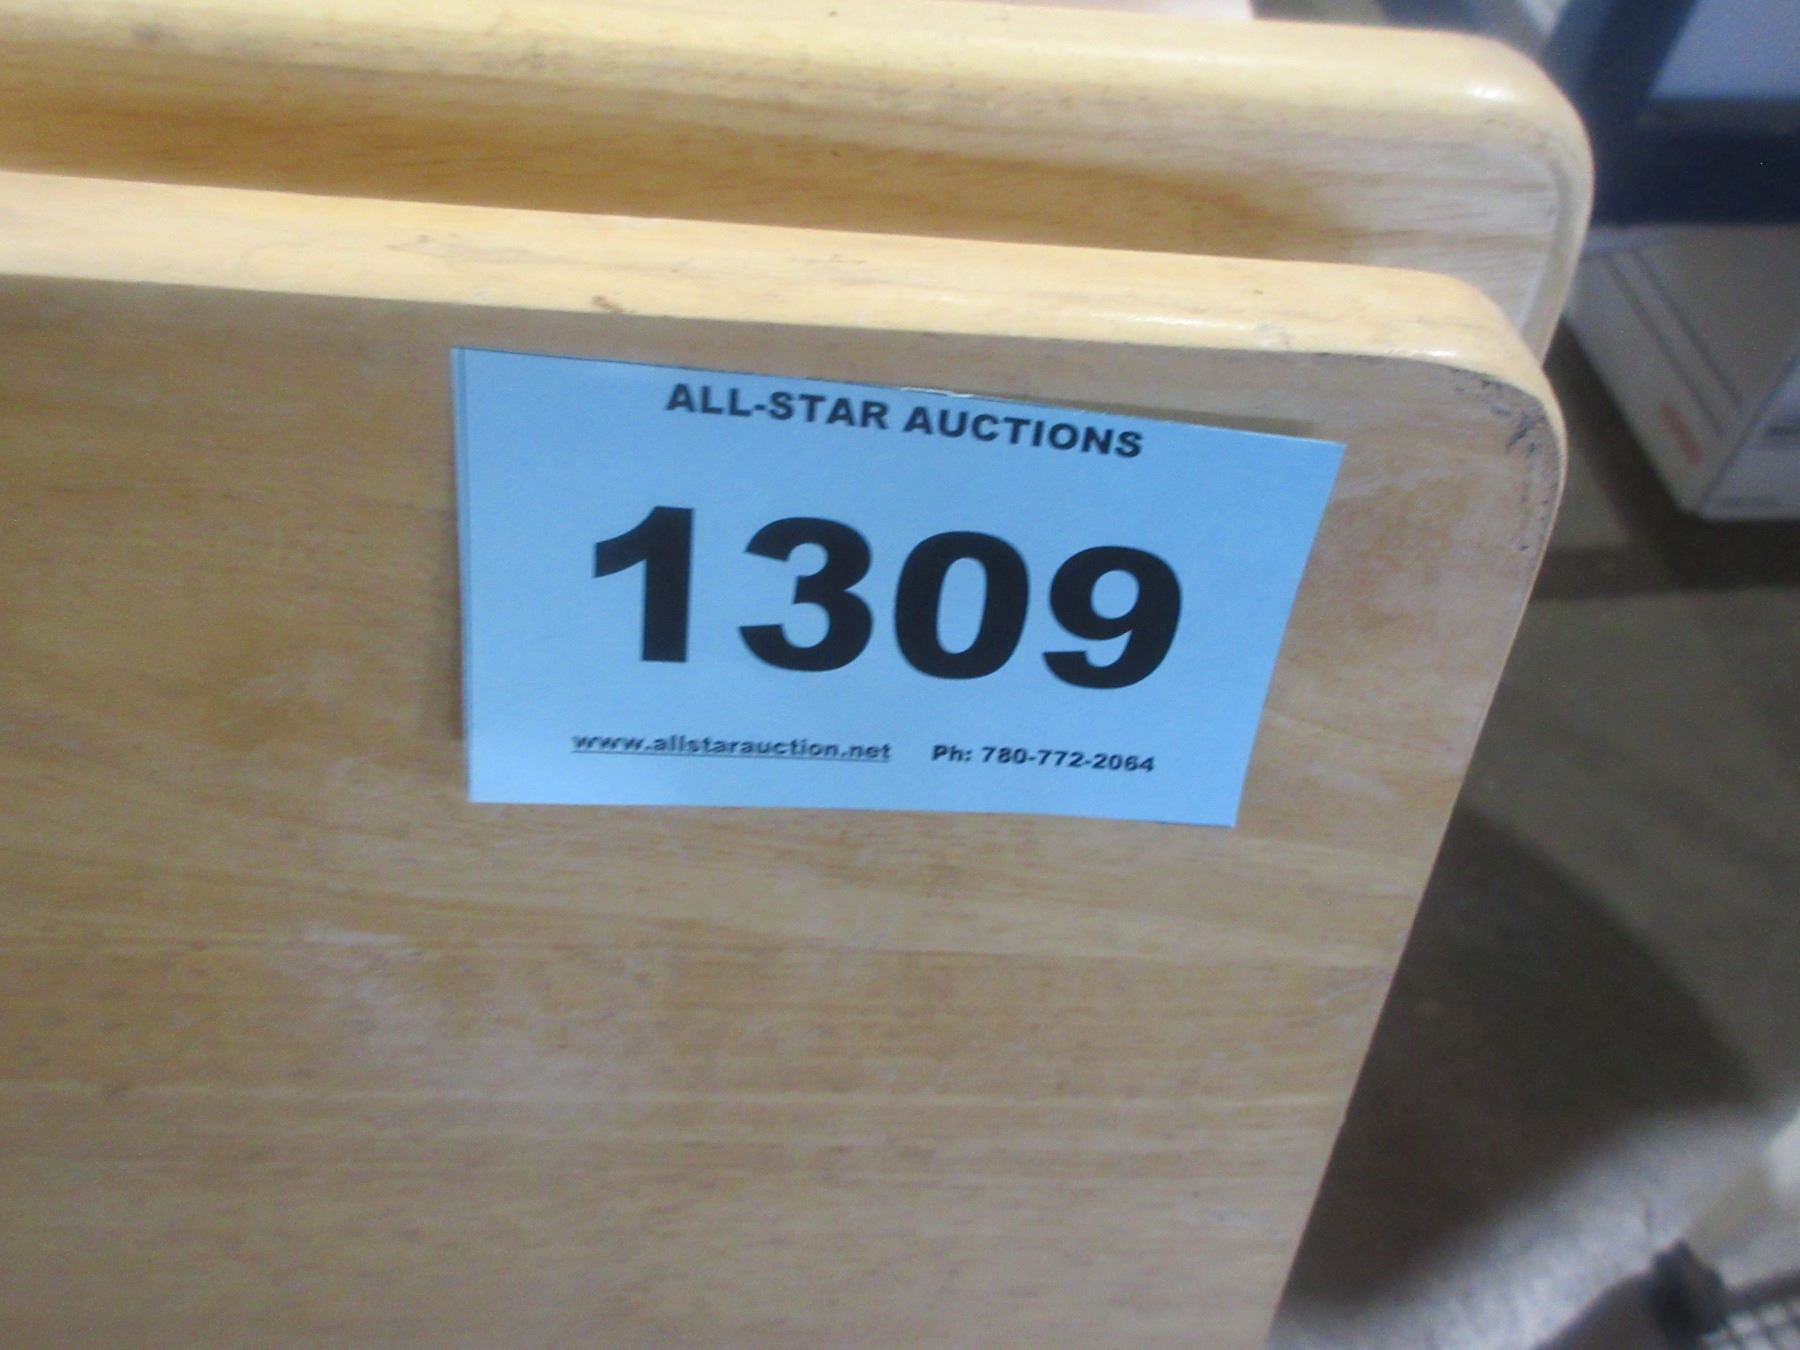 ALL-STAR AUCTIONS
1309
www.allstarauction.net Ph: 780-772-2064